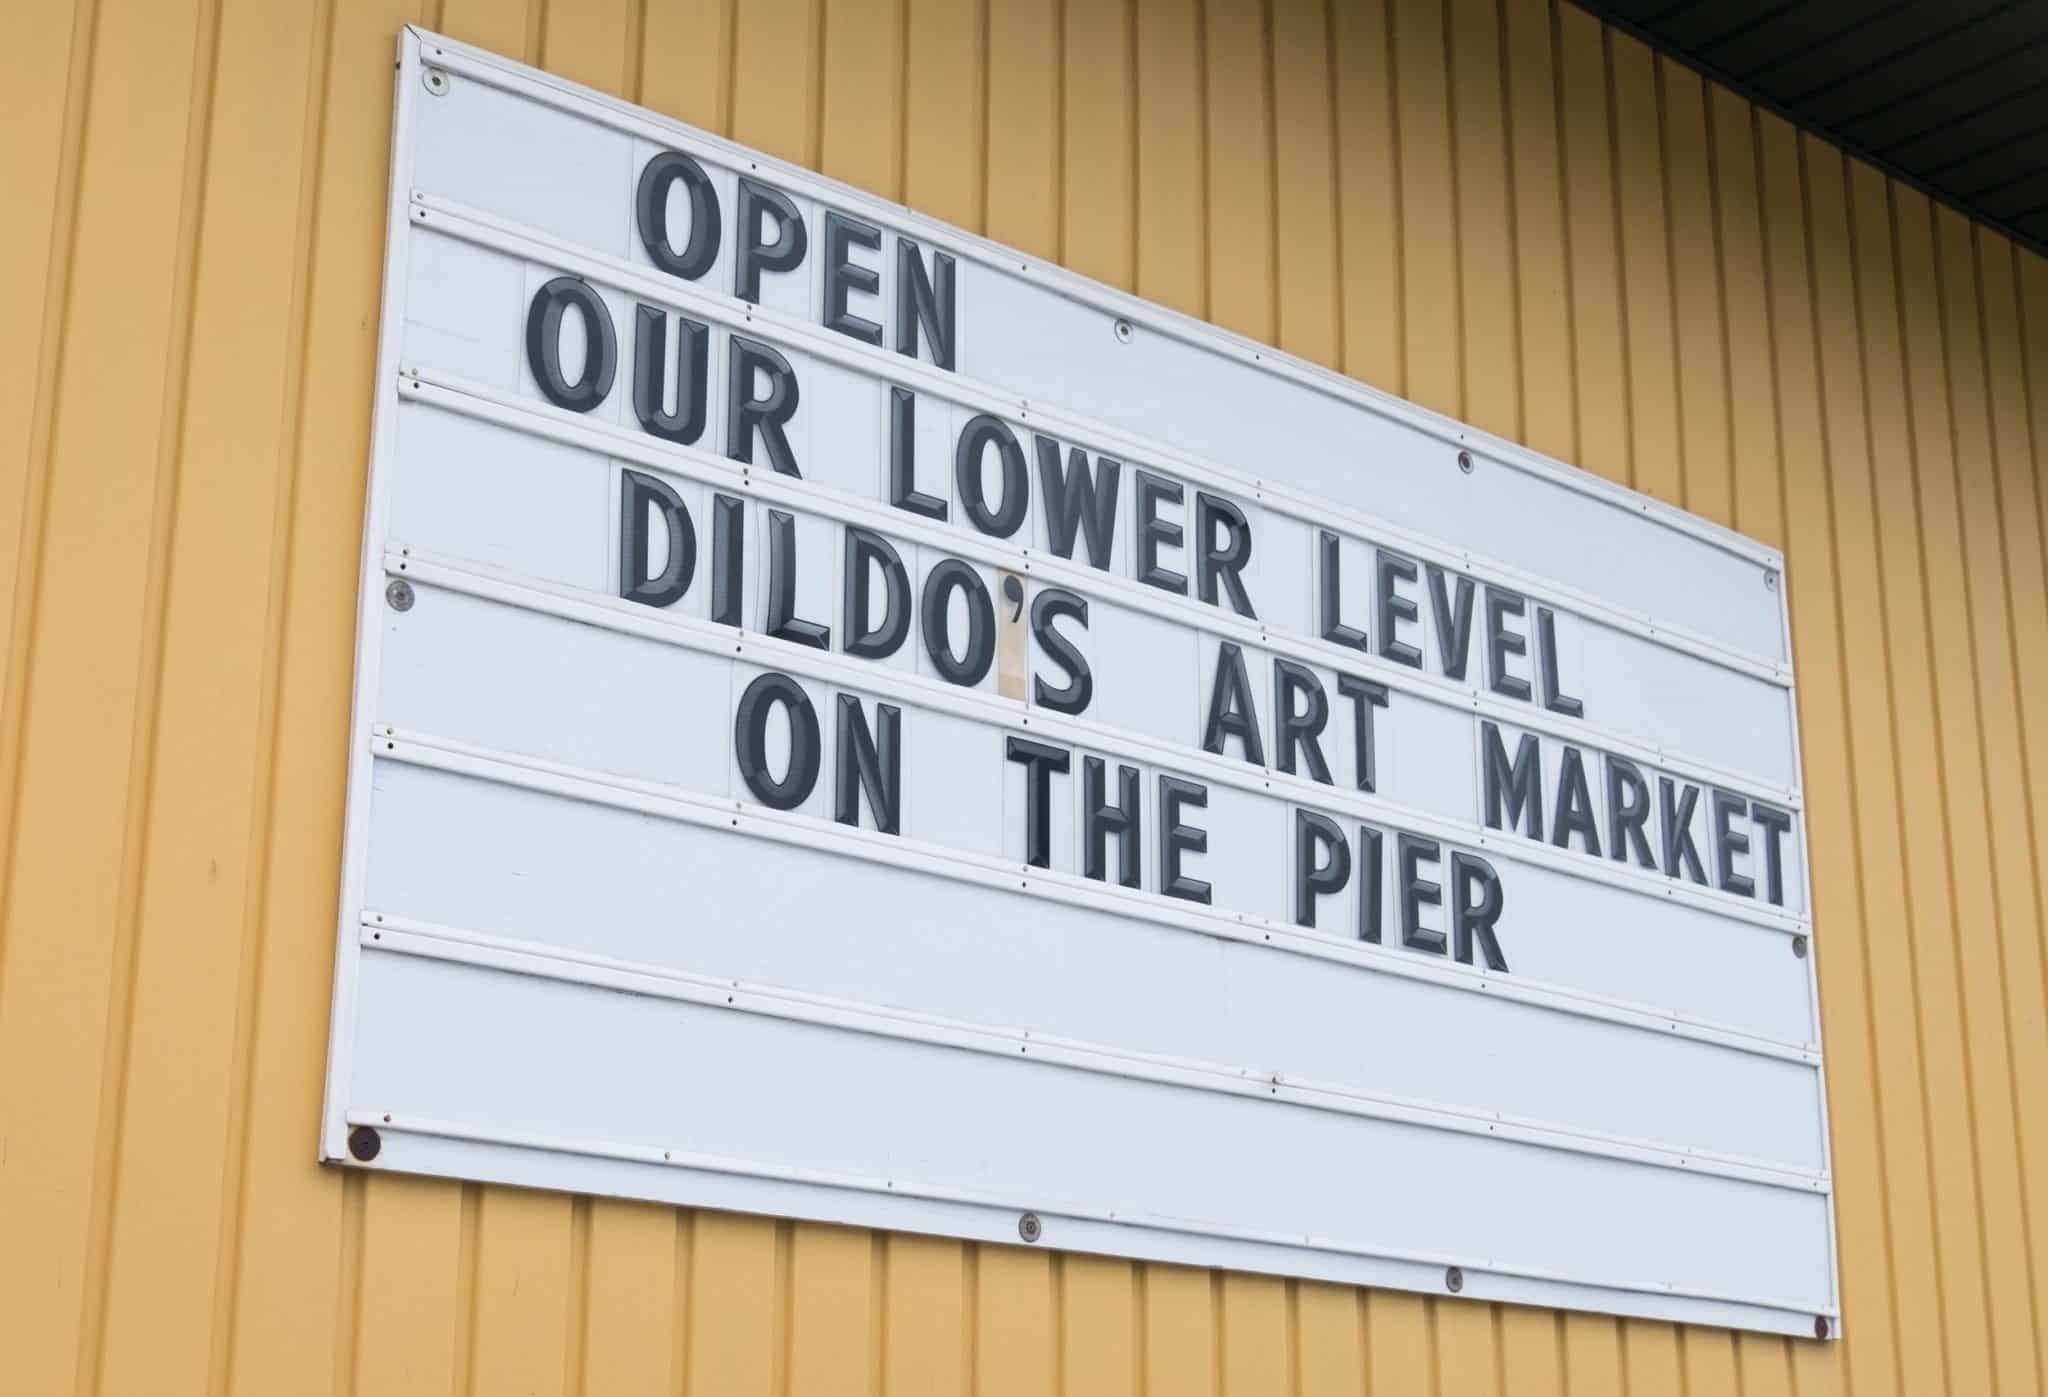 OPEN
OUR LOWER LEVEL
DILDO'S ART MARKET
ON THE PIER